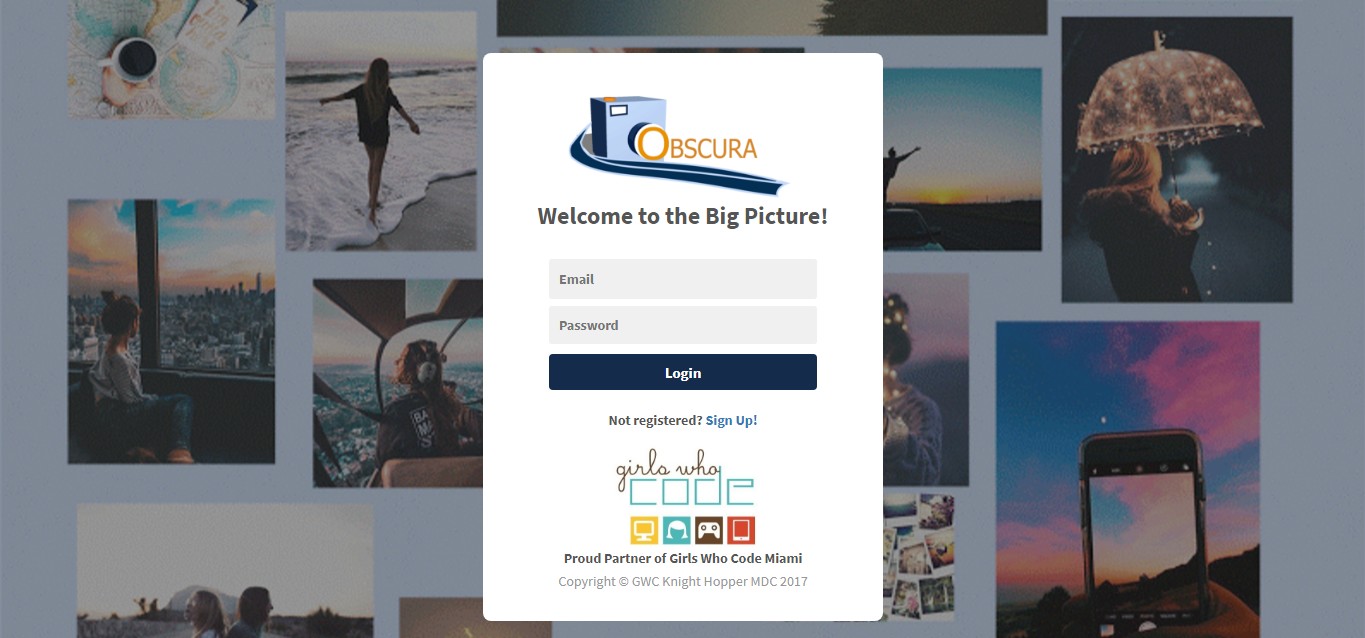 OBSCURA
Welcome to the Big Picture!
Email
Password
Login
Not registered? Sign Up!
girls who
code
Proud Partner of Girls Who Code Miami
Copyright © GWC Knight Hopper MDC 2017